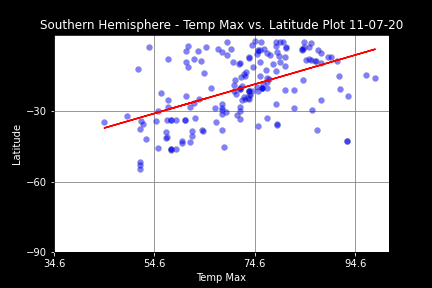 Southern Hemisphere - Temp Max vs. Latitude Plot 11-07-20
−30
−60
−90
Latitude
34.6 54.6 74.6 94.6
Temp Max